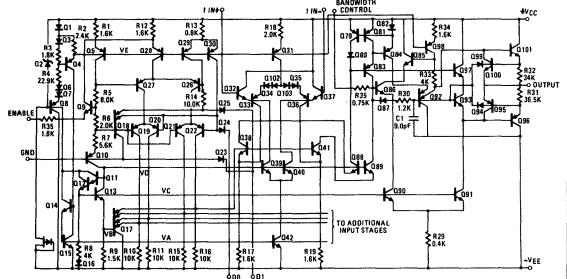 1 IN+
1 IN-
BANDWIDTH
CONTROL
+VCC
Q1
R2
2.4K
R1
1.6K
R12
1.6K
R13
0.8K
Q29
Q30
R18
2.0K
Q82
Q75
Q81
R34
1.6K
Q32
Q5
VE
Q28
Q31
Q80
Q84
Q85
Q98
Q101
R3
1.8K
Q2
Q4
R4
22.9K
Q6
Q7
Q8
Q9
Q27
Q26
R14
10.0K
Q32
Q33
Q34
Q102
Q103
Q35
Q36
Q37
Q83
Q86
R33
4K
Q97
Q99
Q100
R32
34K
OUTPUT
R31
36.5K
ENABLE
R35
1.6K
R5
8.0K
R6
2.0K
R7
5.6K
Q18
Q19
Q20
Q21
Q22
Q25
Q24
Q23
R35
0.75K
Q87
R30
1.2K
C1
9.0pF
Q92
Q93
Q94
Q95
Q96
GND
Q10
Q38
Q39
Q40
Q41
Q88
Q89
Q11
Q12
Q13
VD
VC
Q90
Q91
Q14
VB
Q17
TO ADDITIONAL
INPUT STAGES
Q15
VA
Q42
R29
0.4K
R8
4K
Q16
R9
1.5K
R10
10K
R11
10K
R15
10K
R16
10K
R17
1.6K
R19
1.6K
-VEE
D0
D1